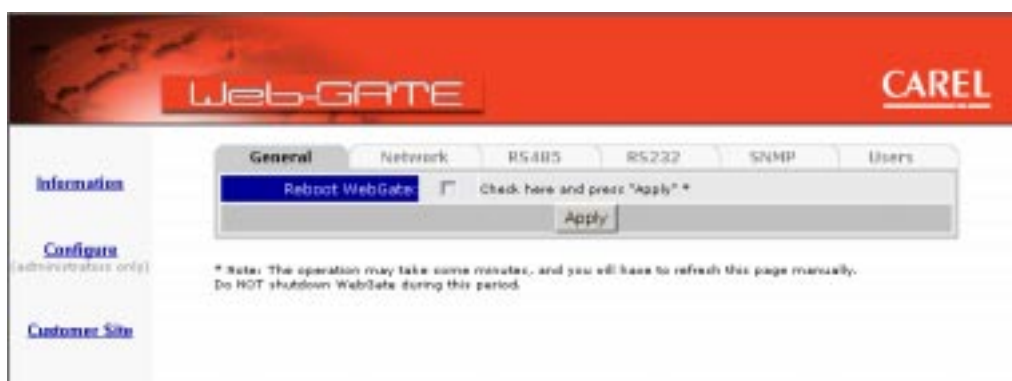 Web-GATE
CAREL
General Network RS485 RS232 SNMP Users
Information
Reboot WebGate: Check here and press "Apply" *
Apply
Configure
(administrators only)
* Note: The operation may take some minutes, and you will have to refresh this page manually.
Do NOT shutdown WebGate during this period.
Customer Site